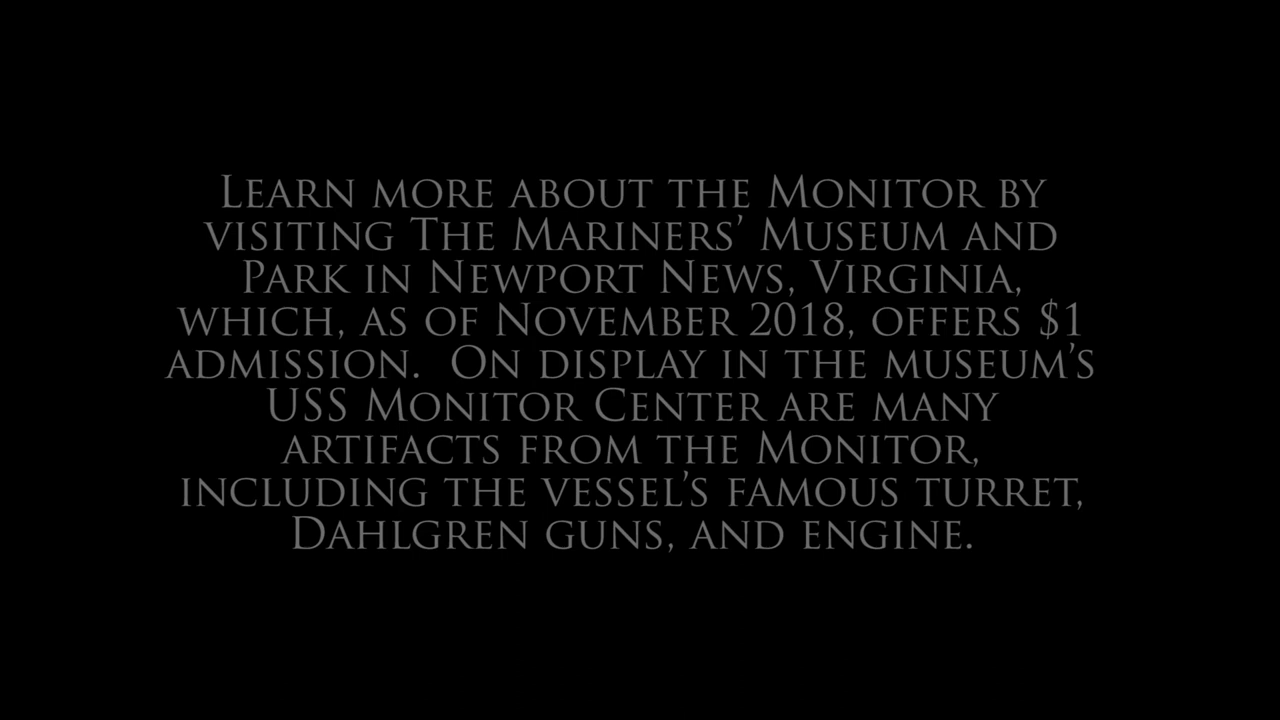 Learn more about the Monitor by
visiting The Mariners’ Museum and
Park in Newport News, Virginia,
which, as of November 2018, offers $1
admission.  On display in the museum’s
USS Monitor Center are many
artifacts from the Monitor,
including the vessel’s famous turret,
Dahlgren guns, and engine.